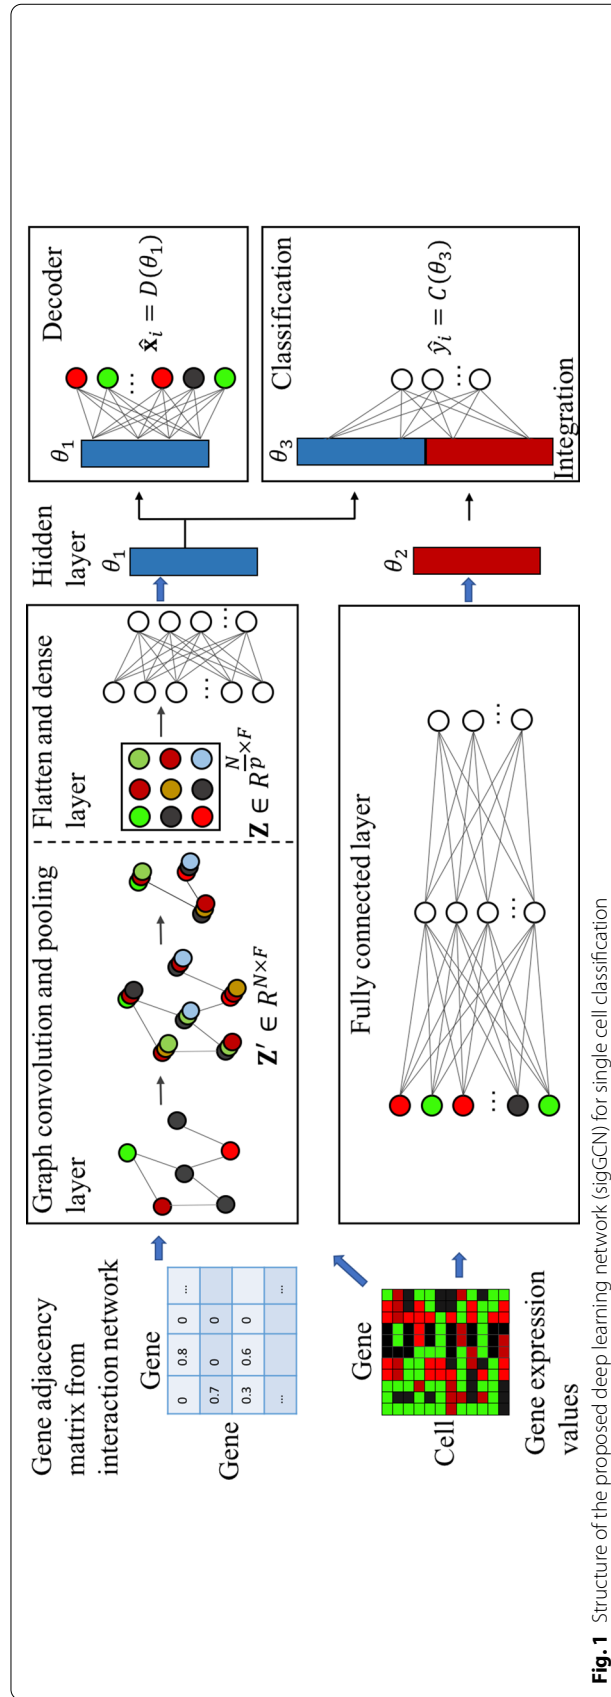 Gene adjacency
matrix from
interaction network
Gene
Gene
0 0.8 0 ...
0.7 0 0
0.3 0.6 0
... ...
Gene
Cell
Gene expression
values
Graph convolution and pooling
layer
Z′ ∈ R^{N×F}
Flatten and dense
layer
...
Z ∈ R^{\frac{N}{p}×F}
Fully connected layer
...
...
...
Hidden
layer
θ₁
θ₂
Decoder
θ₁
...
x̂ᵢ = D(θ₁)
Classification
θ₃
...
ŷᵢ = C(θ₃)
Integration
Fig. 1 Structure of the proposed deep learning network (sigGCN) for single cell classification